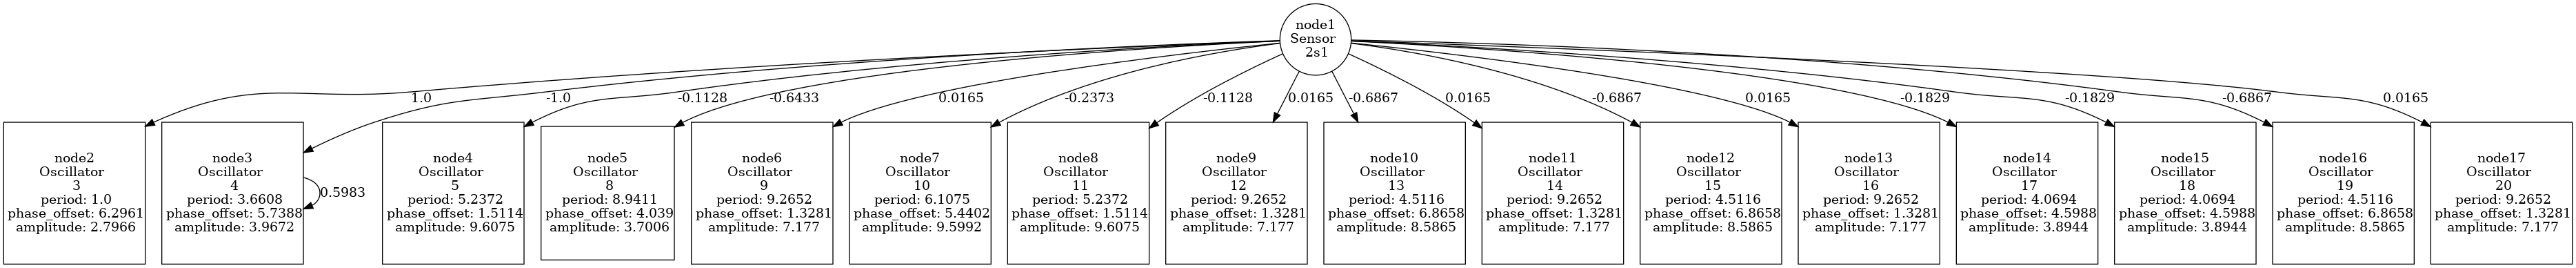 node1
Sensor
2s1
1.0
-1.0
-0.1128
-0.6433
0.0165
-0.2373
-0.1128
0.0165
-0.6867
0.0165
-0.6867
0.0165
-0.1829
-0.1829
-0.6867
0.0165
node2
Oscillator
3
period: 1.0
phase_offset: 6.2961
amplitude: 2.7966
node3
Oscillator
4
period: 3.6608
phase_offset: 5.7388
amplitude: 3.9672
0.5983
node4
Oscillator
5
period: 5.2372
phase_offset: 1.5114
amplitude: 9.6075
node5
Oscillator
8
period: 8.9411
phase_offset: 4.039
amplitude: 3.7006
node6
Oscillator
9
period: 9.2652
phase_offset: 1.3281
amplitude: 7.177
node7
Oscillator
10
period: 6.1075
phase_offset: 5.4402
amplitude: 9.5992
node8
Oscillator
11
period: 5.2372
phase_offset: 1.5114
amplitude: 9.6075
node9
Oscillator
12
period: 9.2652
phase_offset: 1.3281
amplitude: 7.177
node10
Oscillator
13
period: 4.5116
phase_offset: 6.8658
amplitude: 8.5865
node11
Oscillator
14
period: 9.2652
phase_offset: 1.3281
amplitude: 7.177
node12
Oscillator
15
period: 4.5116
phase_offset: 6.8658
amplitude: 8.5865
node13
Oscillator
16
period: 9.2652
phase_offset: 1.3281
amplitude: 7.177
node14
Oscillator
17
period: 4.0694
phase_offset: 4.5988
amplitude: 3.8944
node15
Oscillator
18
period: 4.0694
phase_offset: 4.5988
amplitude: 3.8944
node16
Oscillator
19
period: 4.5116
phase_offset: 6.8658
amplitude: 8.5865
node17
Oscillator
20
period: 9.2652
phase_offset: 1.3281
amplitude: 7.177